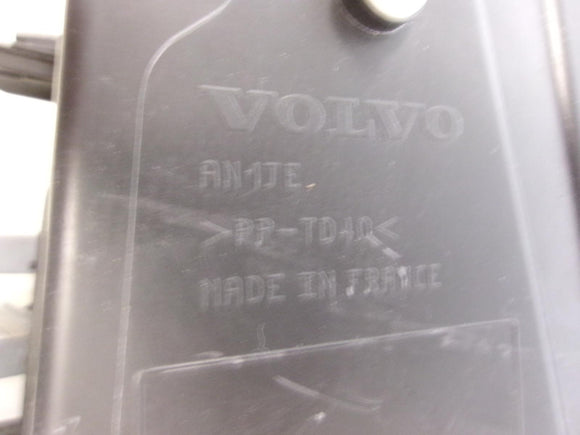 VOLVO
AN1JE
>PP-TD40<
MADE IN FRANCE